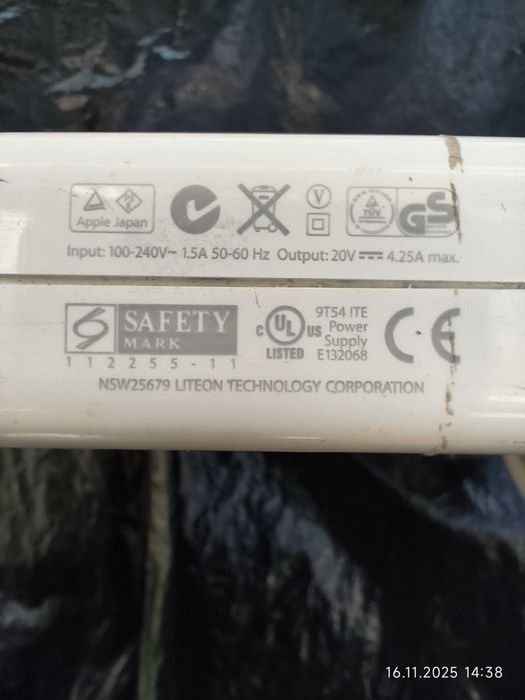 Apple Japan
TÜV
GS
Input: 100-240V~ 1.5A 50-60 Hz Output: 20V ⎓ 4.25A max.
SAFETY
MARK
112255-11
c UL US
LISTED
9T54 ITE
Power
Supply
E132068
CE
NSW25679 LITEON TECHNOLOGY CORPORATION
16.11.2025 14:38